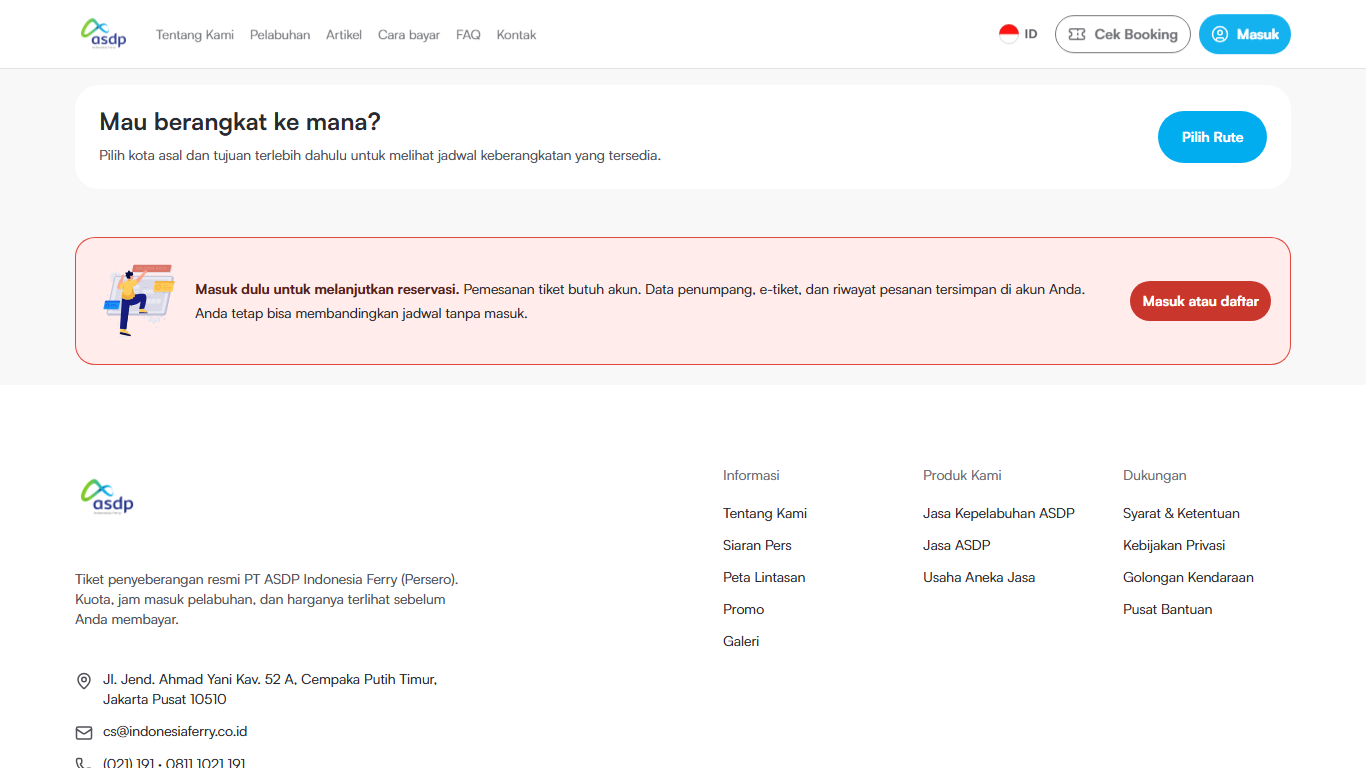 asdp
Tentang Kami
Pelabuhan
Artikel
Cara bayar
FAQ
Kontak
ID
Cek Booking
Masuk
Mau berangkat ke mana?
Pilih kota asal dan tujuan terlebih dahulu untuk melihat jadwal keberangkatan yang tersedia.
Pilih Rute
Masuk dulu untuk melanjutkan reservasi. Pemesanan tiket butuh akun. Data penumpang, e-tiket, dan riwayat pesanan tersimpan di akun Anda.
Anda tetap bisa membandingkan jadwal tanpa masuk.
Masuk atau daftar
asdp
Tiket penyeberangan resmi PT ASDP Indonesia Ferry (Persero).
Kuota, jam masuk pelabuhan, dan harganya terlihat sebelum
Anda membayar.
Jl. Jend. Ahmad Yani Kav. 52 A, Cempaka Putih Timur,
Jakarta Pusat 10510
cs@indonesiaferry.co.id
(021) 191 • 0811 1021 191
Informasi
Tentang Kami
Siaran Pers
Peta Lintasan
Promo
Galeri
Produk Kami
Jasa Kepelabuhan ASDP
Jasa ASDP
Usaha Aneka Jasa
Dukungan
Syarat & Ketentuan
Kebijakan Privasi
Golongan Kendaraan
Pusat Bantuan